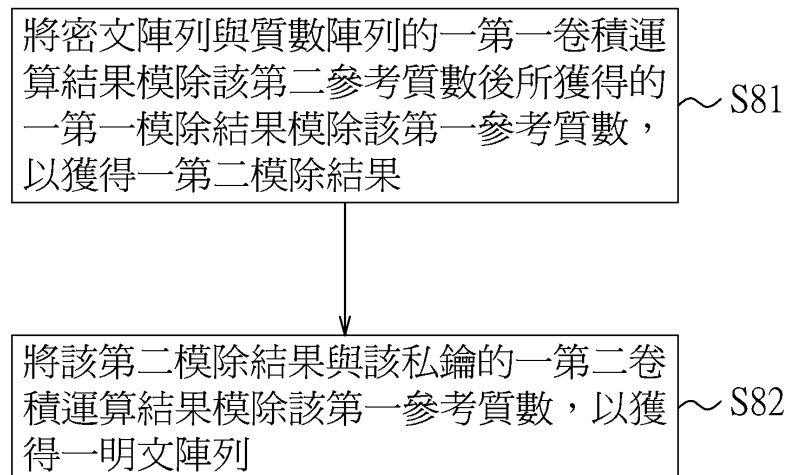 將密文陣列與質數陣列的一第一卷積運
算結果模除該第二參考質數後所獲得的
一第一模除結果模除該第一參考質數，
以獲得一第二模除結果
S81
將該第二模除結果與該私鑰的一第二卷
積運算結果模除該第一參考質數，以獲
得一明文陣列
S82